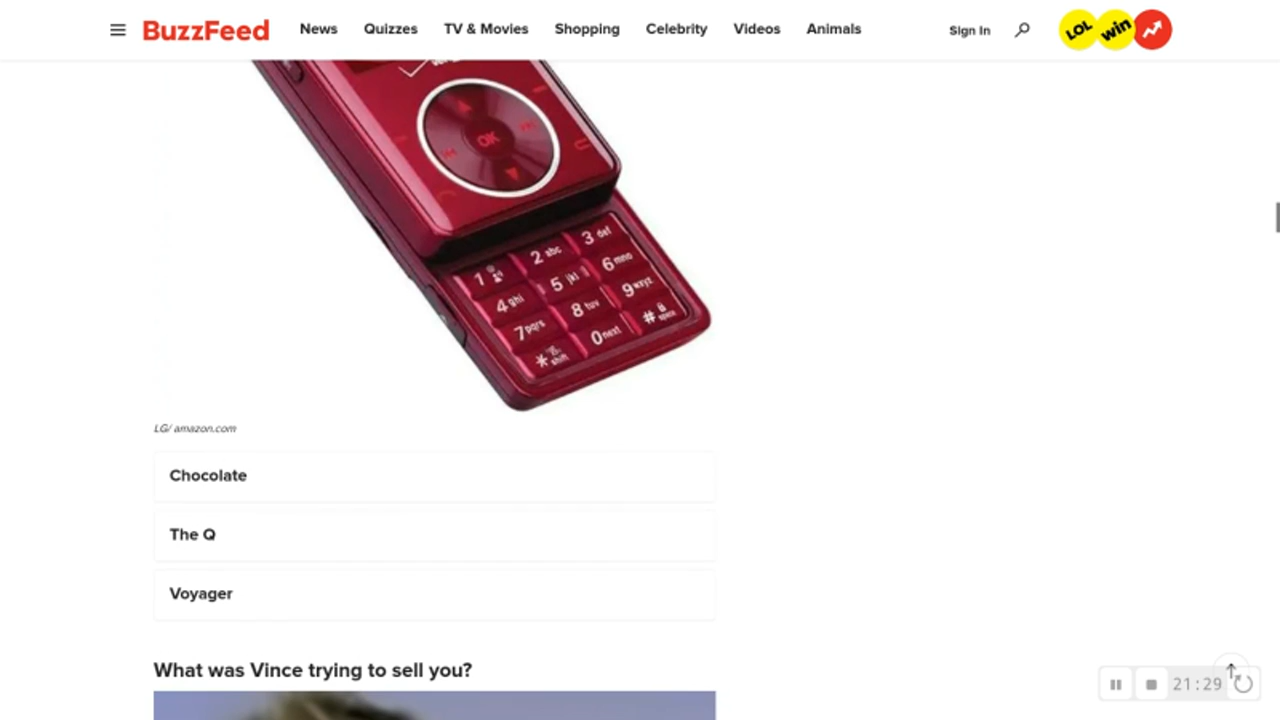 BuzzFeed
News
Quizzes
TV & Movies
Shopping
Celebrity
Videos
Animals
Sign In
LOL
win
OK
1
2 abc
3 def
4 ghi
5 jkl
6 mno
7 pqrs
8 tuv
9 wxyz
* shift
0 next
# space
LG/ amazon.com
Chocolate
The Q
Voyager
What was Vince trying to sell you?
21:29